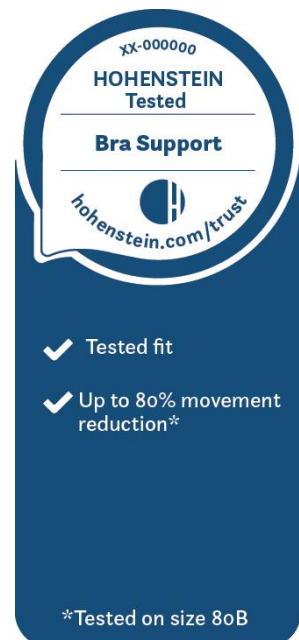 XX-000000
HOHENSTEIN
Tested
Bra Support
hohenstein.com/trust
Tested fit
Up to 80% movement
reduction*
*Tested on size 80B